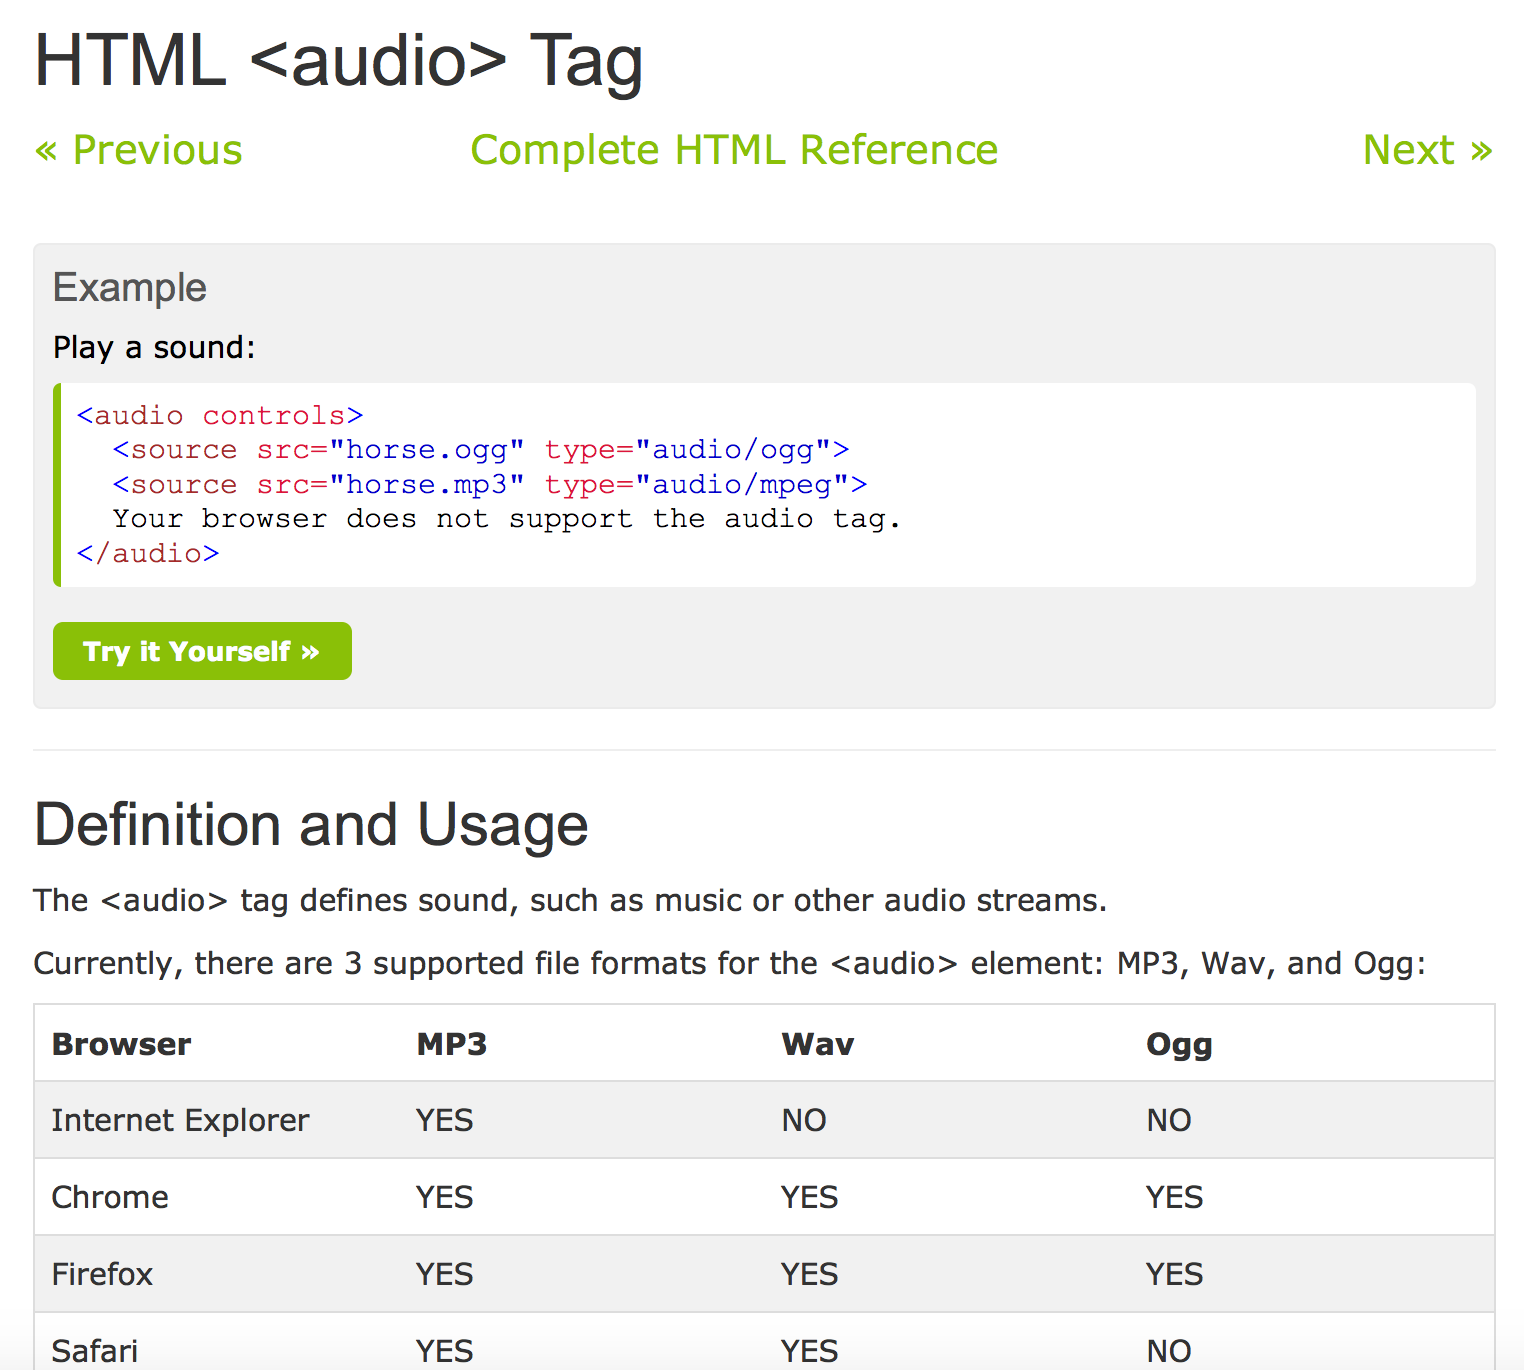 HTML <audio> Tag
« Previous Complete HTML Reference Next »
Example
Play a sound:
<audio controls>
  <source src="horse.ogg" type="audio/ogg">
  <source src="horse.mp3" type="audio/mpeg">
  Your browser does not support the audio tag.
</audio>
Try it Yourself »
Definition and Usage
The <audio> tag defines sound, such as music or other audio streams.
Currently, there are 3 supported file formats for the <audio> element: MP3, Wav, and Ogg:
Browser MP3 Wav Ogg
Internet Explorer YES NO NO
Chrome YES YES YES
Firefox YES YES YES
Safari YES YES NO